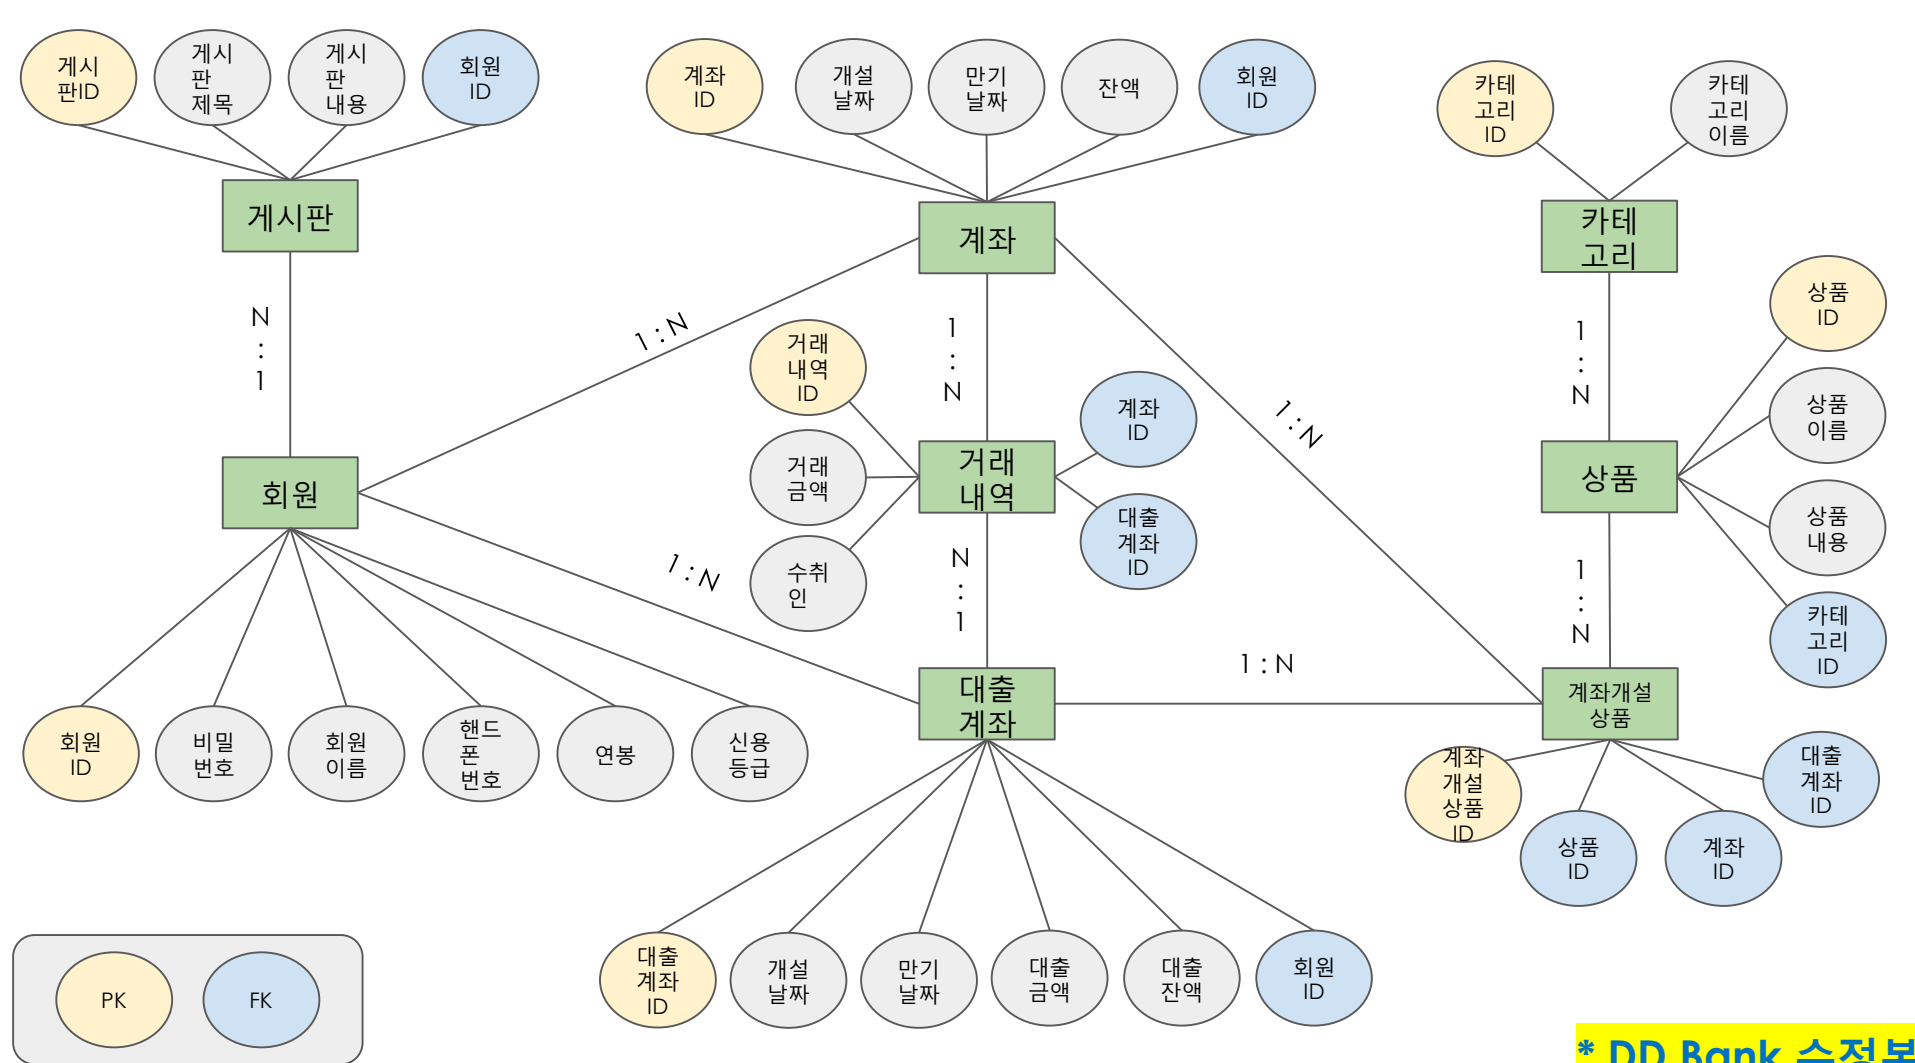 게시
판ID
게시
판
제목
게시
판
내용
회원
ID
계좌
ID
개설
날짜
만기
날짜
잔액
회원
ID
카테
고리
ID
카테
고리
이름
게시판
계좌
카테
고리
N
:
1
1:N
1
:
N
1:N
1
:
N
상품
ID
상품
이름
상품
내용
카테
고리
ID
거래
내역
ID
거래
금액
수취
인
계좌
ID
대출
계좌
ID
회원
거래
내역
상품
1:N
N
:
1
1:N
1
:
N
대출
계좌
계좌개설
상품
회원
ID
비밀
번호
회원
이름
핸드
폰
번호
연봉
신용
등급
계좌
개설
상품
ID
상품
ID
계좌
ID
대출
계좌
ID
대출
계좌
ID
개설
날짜
만기
날짜
대출
금액
대출
잔액
회원
ID
PK
FK
* DD Bank 수정본